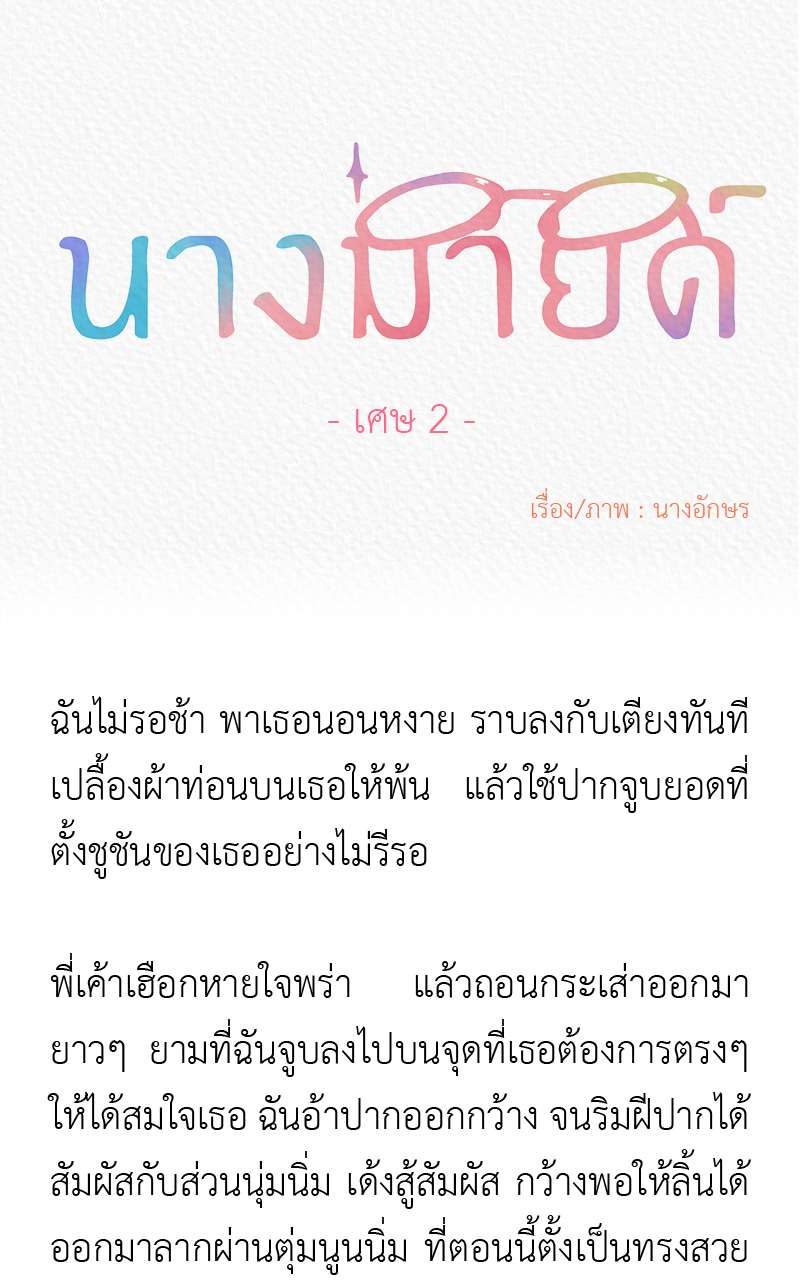 นางม่ายด์
- เศษ 2 -
เรื่อง/ภาพ : นางอักษร
ฉันไม่รอช้า พาเธอนอนหงาย ราบลงกับเตียงทันที
เปลื้องผ้าท่อนบนเธอให้พ้น แล้วใช้ปากจูบยอดที่
ตั้งชูชันของเธออย่างไม่รีรอ
พี่เค้าเฮือกหายใจพร่า แล้วถอนกระเส่าออกมา
ยาวๆ ยามที่ฉันจูบลงไปบนจุดที่เธอต้องการตรงๆ
ให้ได้สมใจเธอ ฉันอ้าปากออกกว้าง จนริมฝีปากได้
สัมผัสกับส่วนนุ่มนิ่ม เด้งสู้สัมผัส กว้างพอให้ลิ้นได้
ออกมาลากผ่านตุ่มนูนนิ่ม ที่ตอนนี้ตั้งเป็นทรงสวย